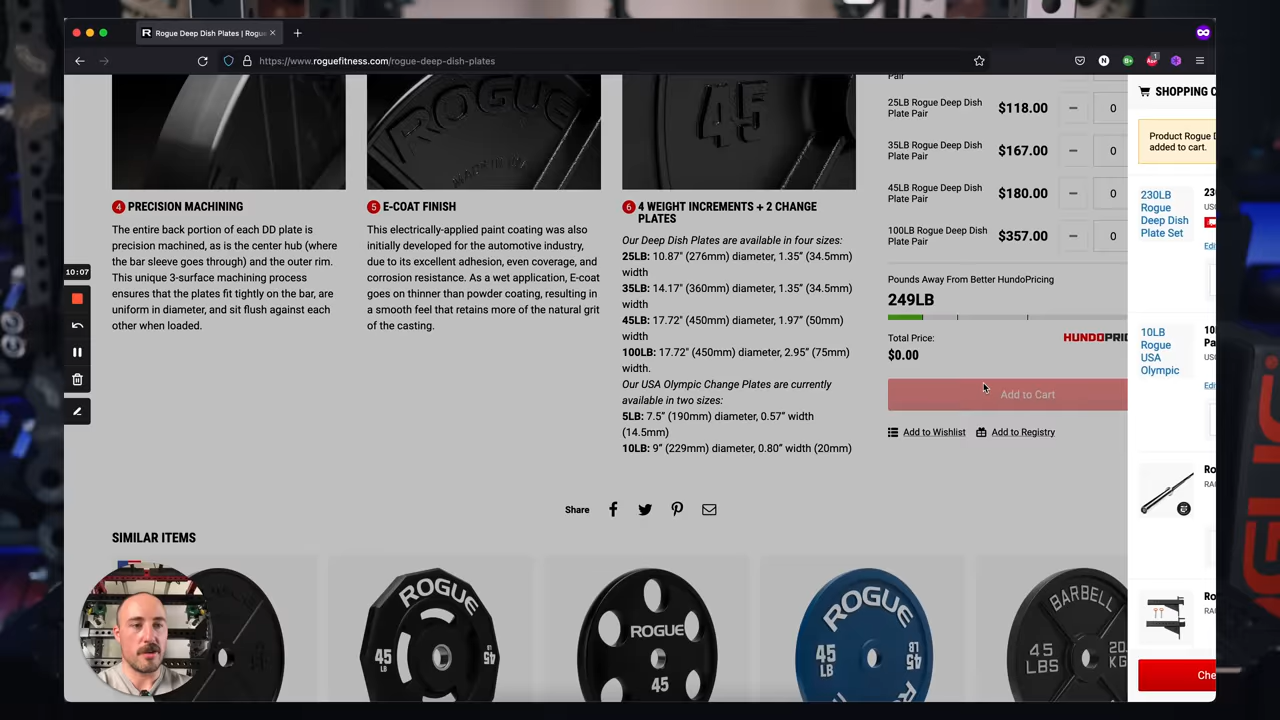 Rogue Deep Dish Plates | Rogue
https://www.roguefitness.com/rogue-deep-dish-plates
ROGUE
45
Pair
25LB Rogue Deep Dish
Plate Pair
$118.00
0
35LB Rogue Deep Dish
Plate Pair
$167.00
0
45LB Rogue Deep Dish
Plate Pair
$180.00
0
100LB Rogue Deep Dish
Plate Pair
$357.00
0
4 PRECISION MACHINING
The entire back portion of each DD plate is
precision machined, as is the center hub (where
the bar sleeve goes through) and the outer rim.
This unique 3-surface machining process
ensures that the plates fit tightly on the bar, are
uniform in diameter, and sit flush against each
other when loaded.
5 E-COAT FINISH
This electrically-applied paint coating was also
initially developed for the automotive industry,
due to its excellent adhesion, even coverage, and
corrosion resistance. As a wet application, E-coat
goes on thinner than powder coating, resulting in
a smooth feel that retains more of the natural grit
of the casting.
6 4 WEIGHT INCREMENTS + 2 CHANGE
PLATES
Our Deep Dish Plates are available in four sizes:
25LB: 10.87" (276mm) diameter, 1.35” (34.5mm)
width
35LB: 14.17" (360mm) diameter, 1.35” (34.5mm)
width
45LB: 17.72" (450mm) diameter, 1.97” (50mm)
width
100LB: 17.72" (450mm) diameter, 2.95” (75mm)
width.
Our USA Olympic Change Plates are currently
available in two sizes:
5LB: 7.5” (190mm) diameter, 0.57” width
(14.5mm)
10LB: 9” (229mm) diameter, 0.80” width (20mm)
Pounds Away From Better HundoPricing
249LB
Total Price:
$0.00
HUNDOPRIC
Add to Cart
Add to Wishlist
Add to Registry
SHOPPING C
Product Rogue D
added to cart.
230LB
Rogue
Deep Dish
Plate Set
230
USC
Edi
10LB
Rogue
USA
Olympic
10
Pa
USC
Edi
Ro
RA
Ro
RA
Che
10:07
Share
SIMILAR ITEMS
ROGUE
45
LB
45
LB
ROGUE
45
ROGUE
45
LB
45
LB
BARBELL
45
LBS
20
KG